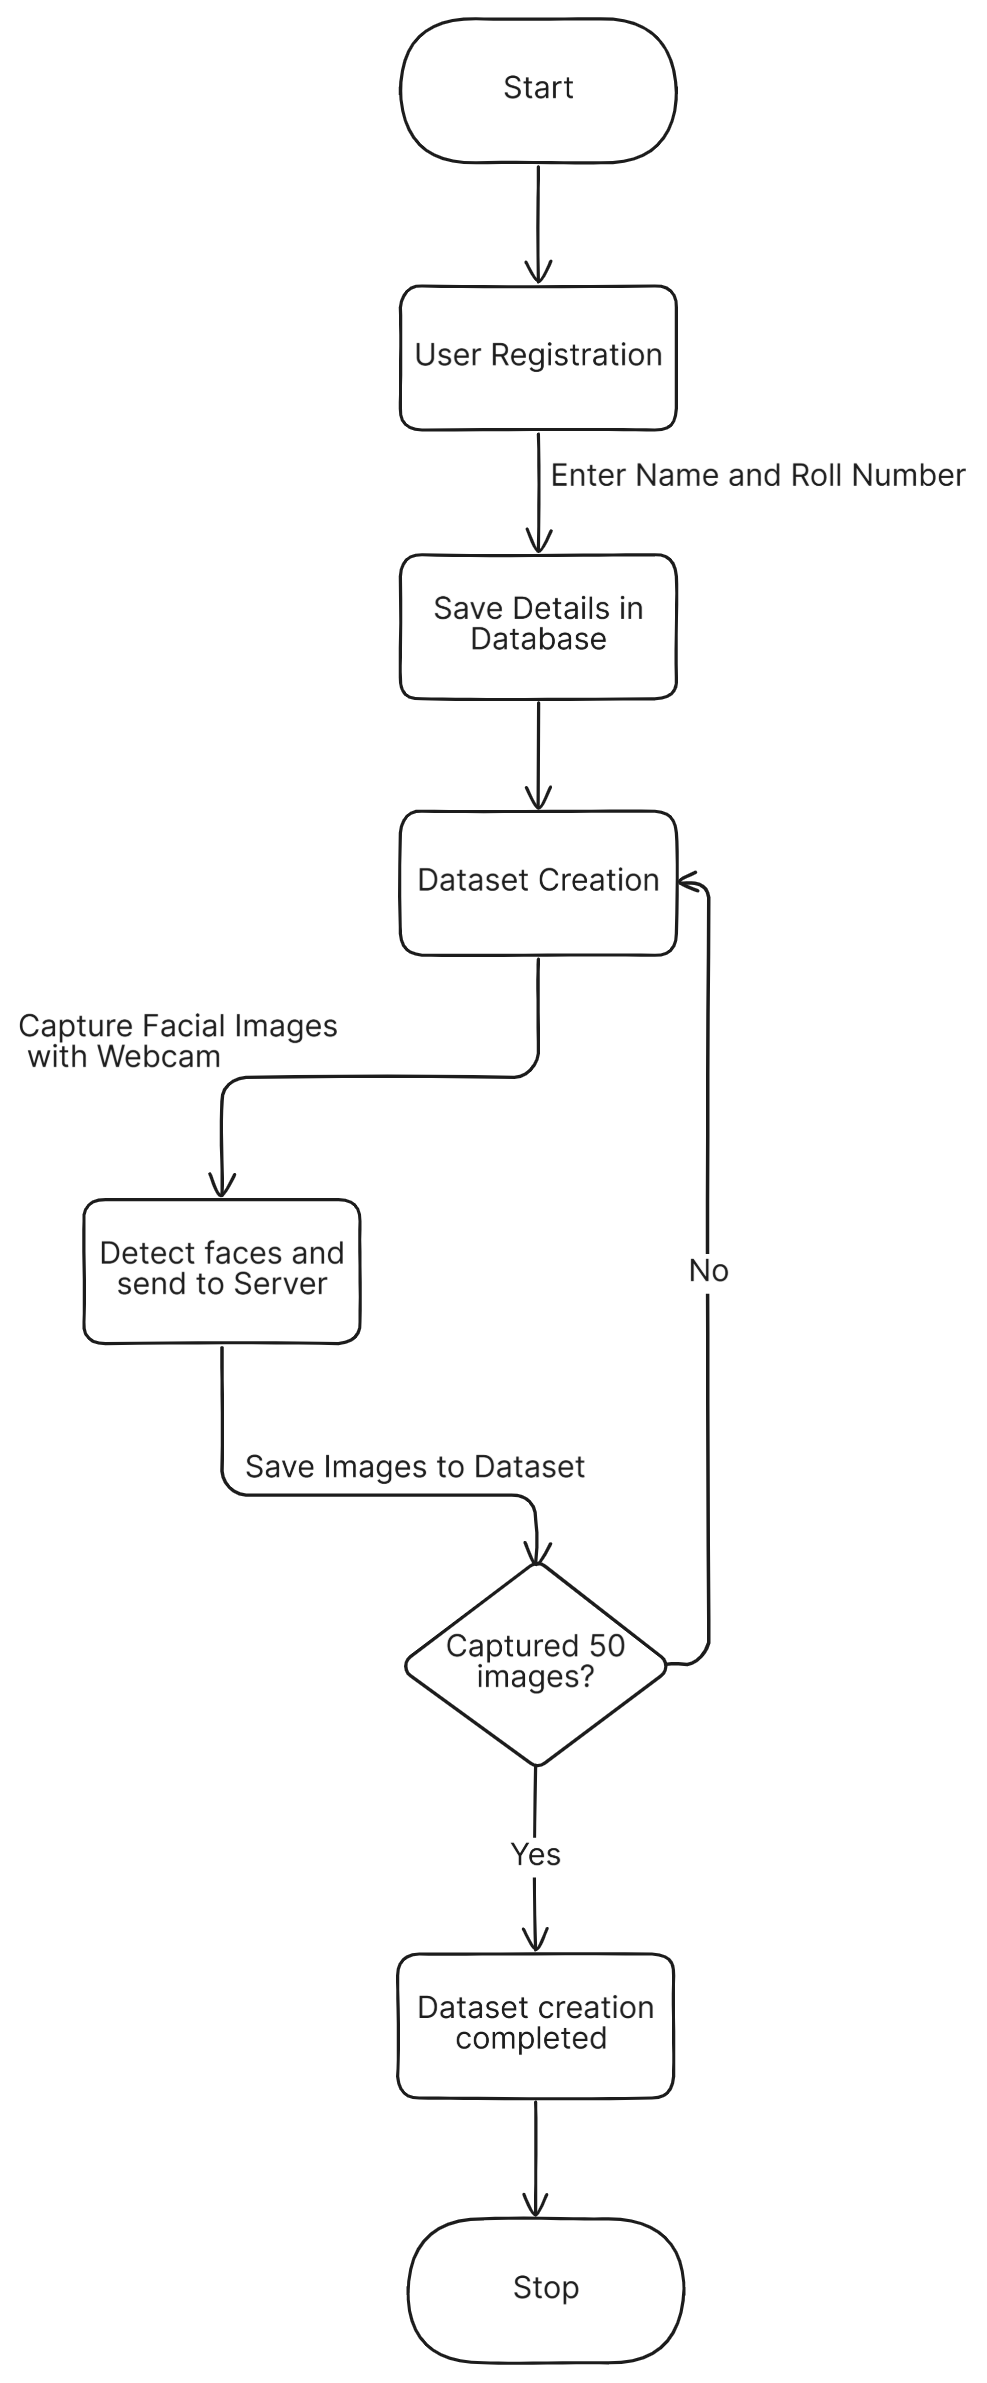 Start
User Registration
Enter Name and Roll Number
Save Details in
Database
Dataset Creation
Capture Facial Images
with Webcam
Detect faces and
send to Server
No
Save Images to Dataset
Captured 50
images?
Yes
Dataset creation
completed
Stop